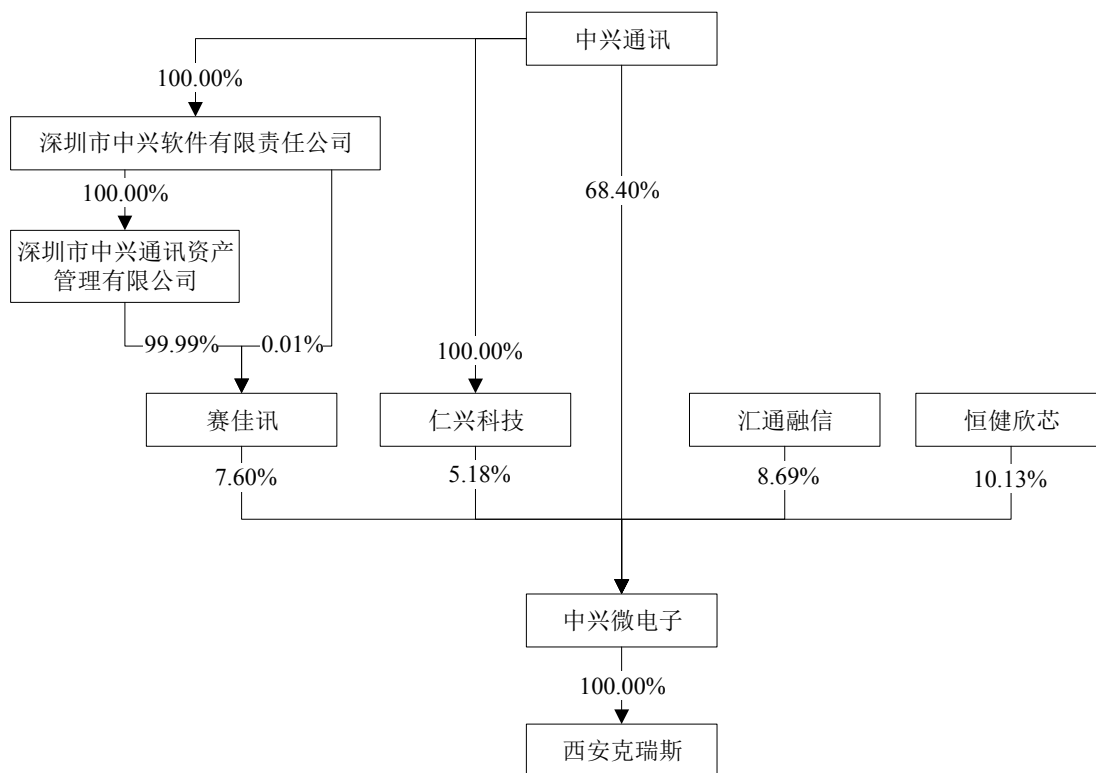 中兴通讯
100.00%
深圳市中兴软件有限责任公司
100.00%
68.40%
深圳市中兴通讯资产
管理有限公司
99.99%
0.01%
100.00%
赛佳讯
仁兴科技
汇通融信
恒健欣芯
7.60%
5.18%
8.69%
10.13%
中兴微电子
100.00%
西安克瑞斯